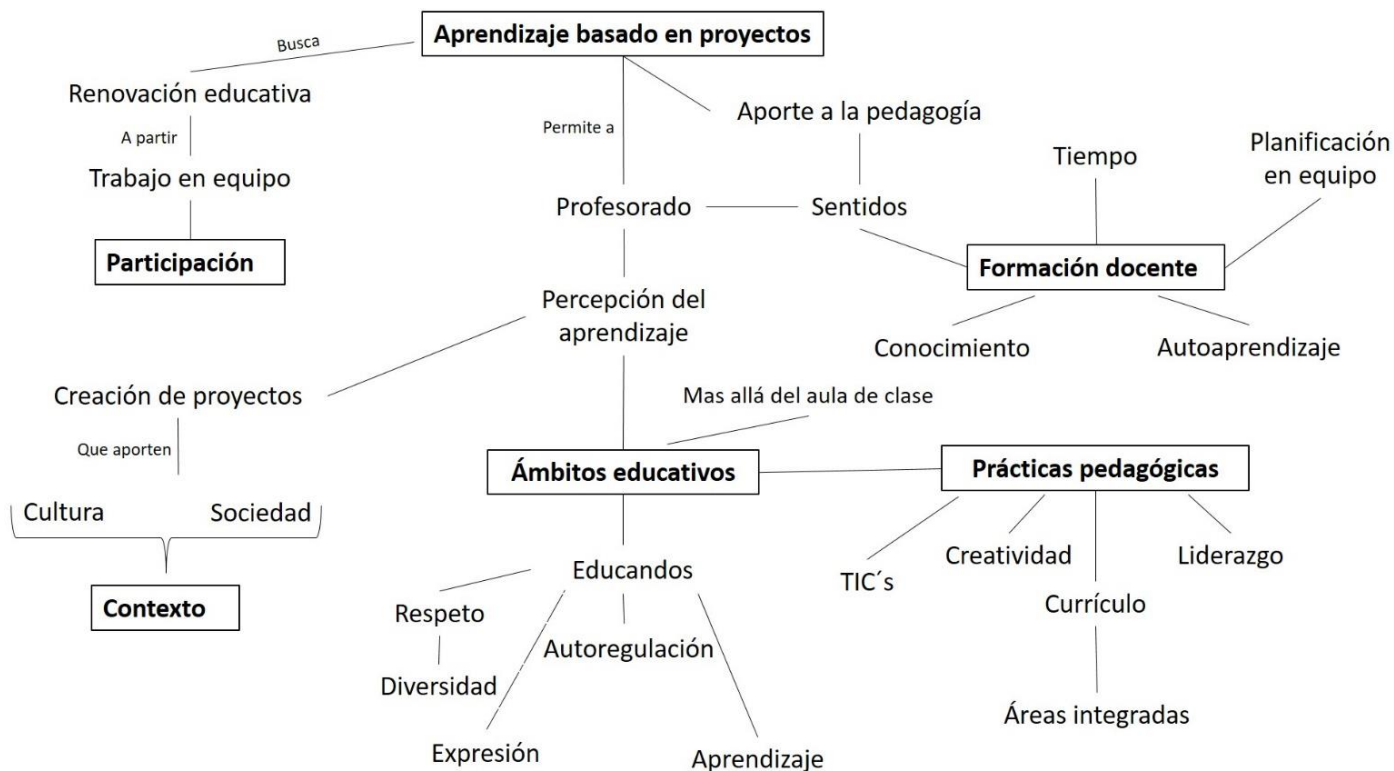 Aprendizaje basado en proyectos
Busca
Renovación educativa
A partir
Trabajo en equipo
Participación
Permite a
Profesorado
Aporte a la pedagogía
Sentidos
Tiempo
Planificación
en equipo
Formación docente
Conocimiento
Autoaprendizaje
Percepción del
aprendizaje
Creación de proyectos
Que aporten
Cultura
Sociedad
Contexto
Mas allá del aula de clase
Ámbitos educativos
Prácticas pedagógicas
TIC´s
Creatividad
Currículo
Liderazgo
Áreas integradas
Educandos
Respeto
Diversidad
Autoregulación
Expresión
Aprendizaje